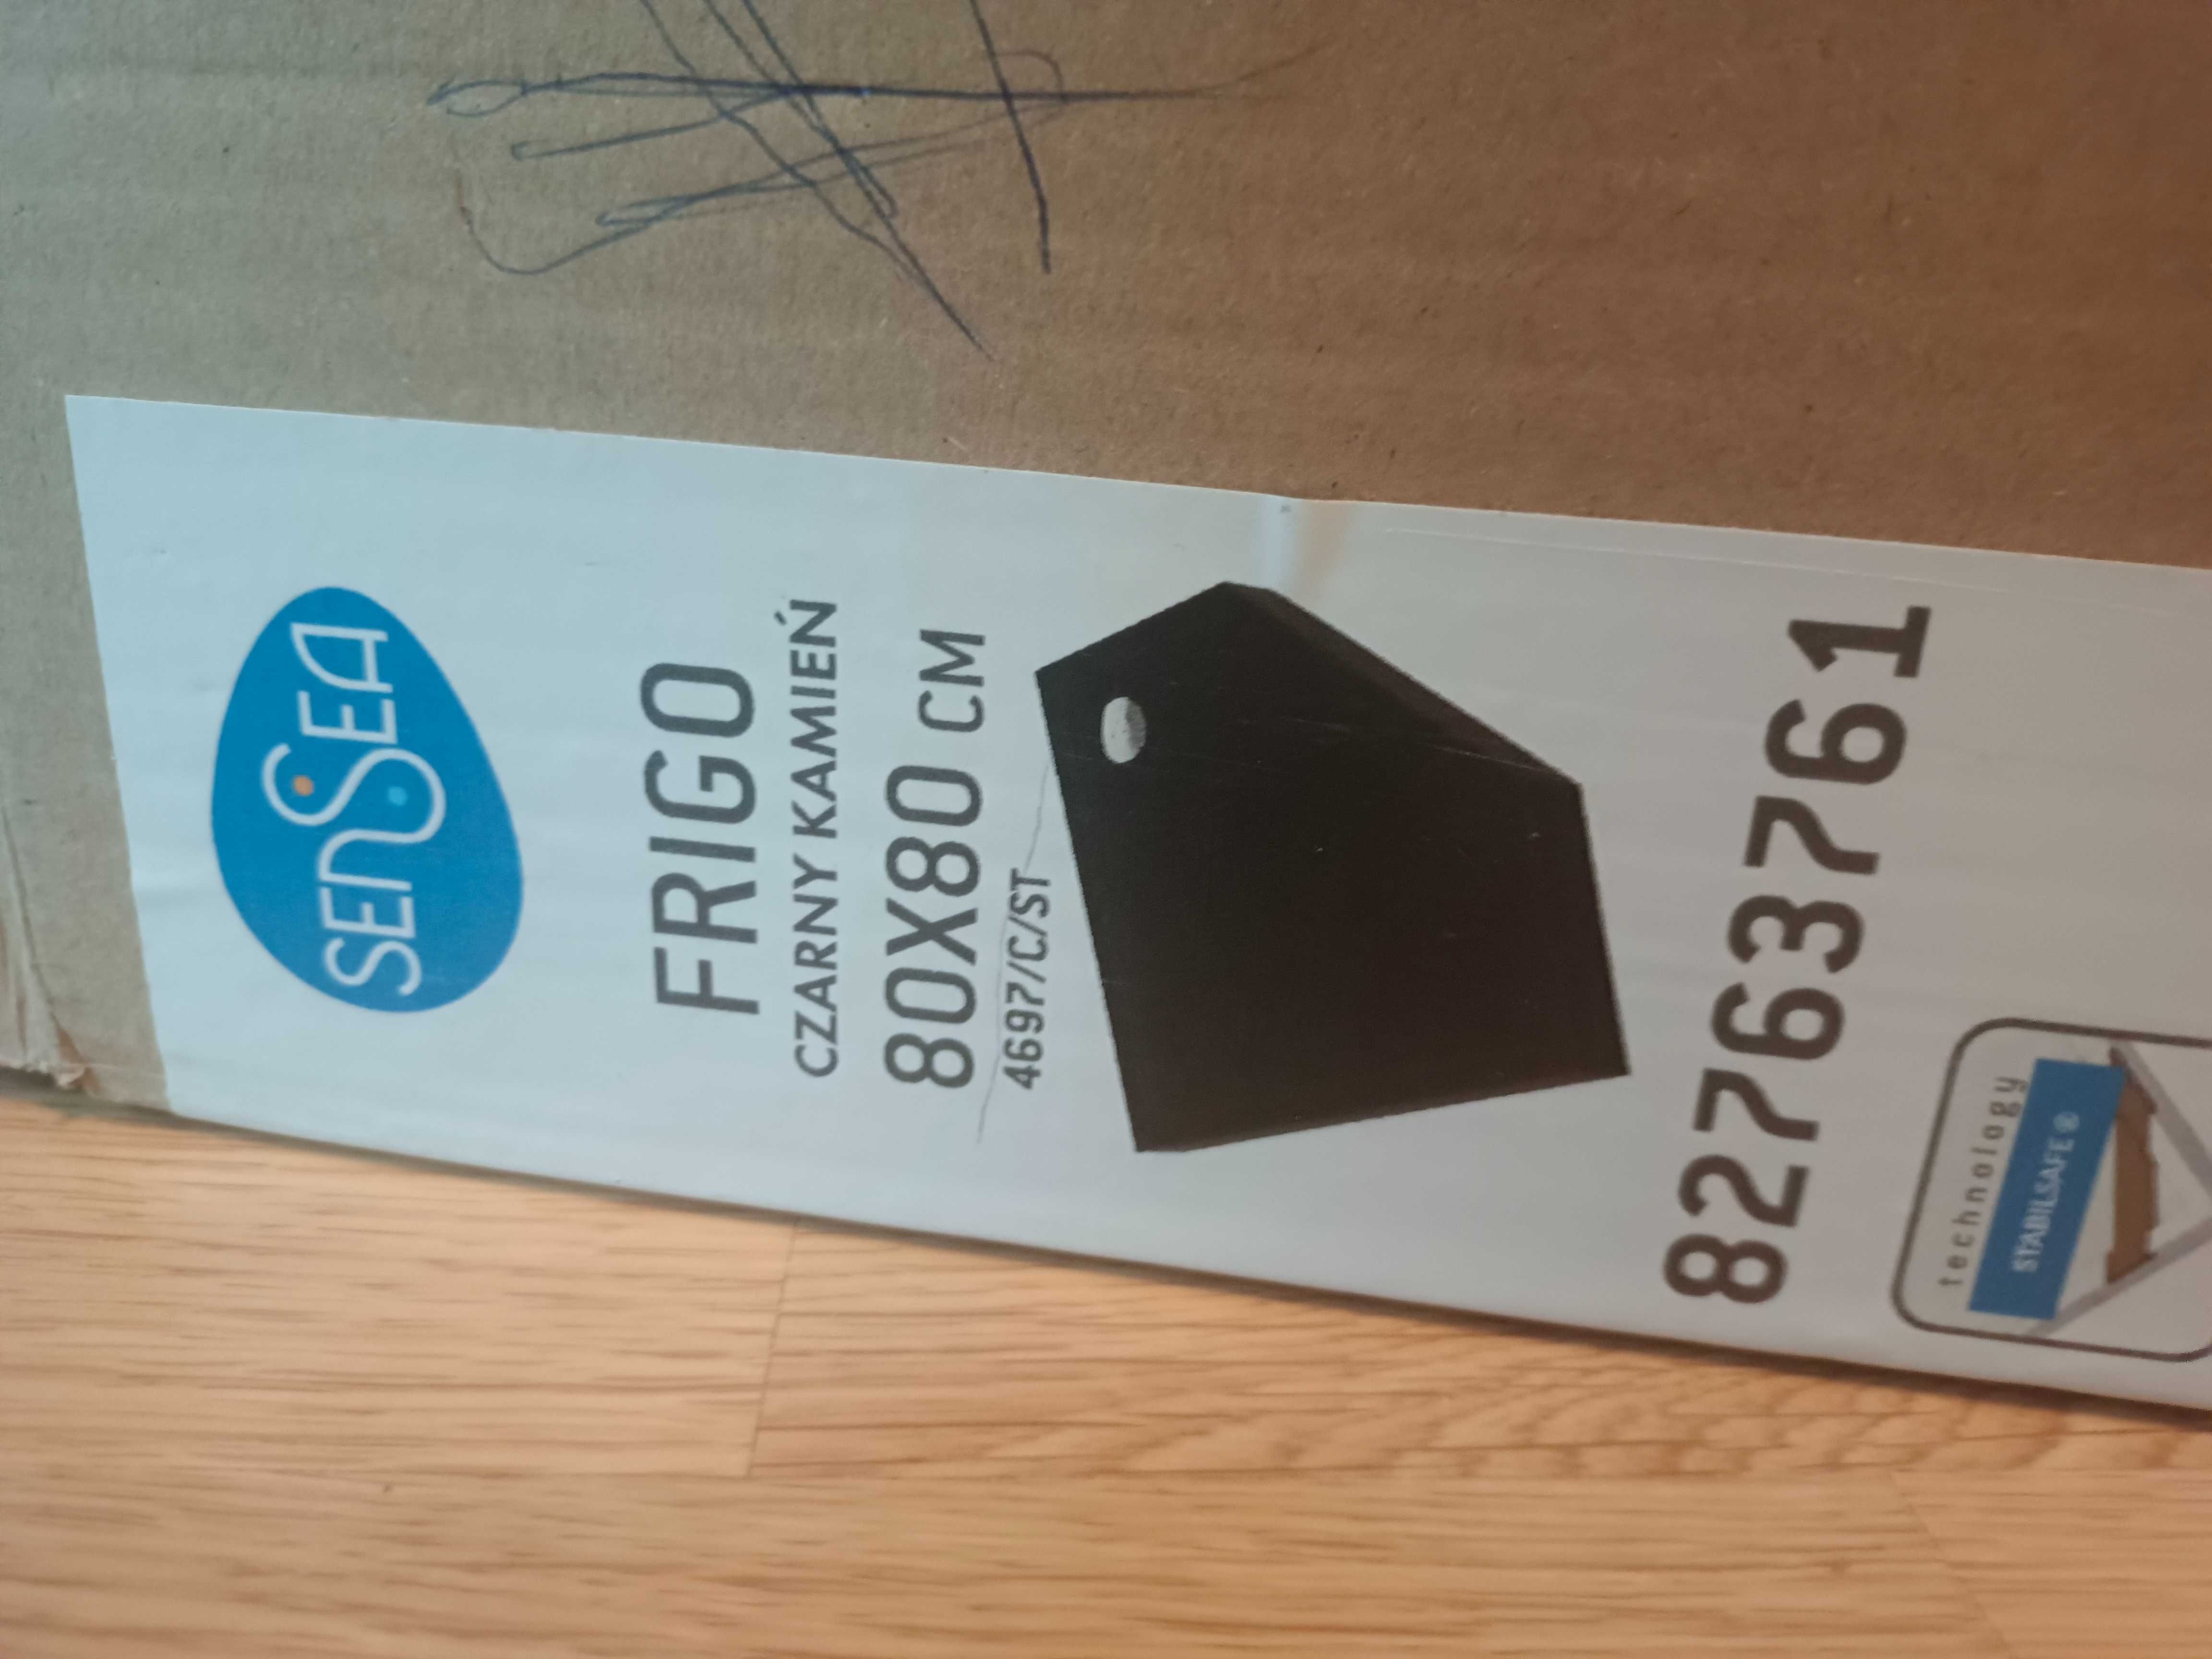 SENSEA
FRIGO
CZARNY KAMIEŃ
80X80 CM
4697/C/ST
82763761
technology
STABILSAFE®